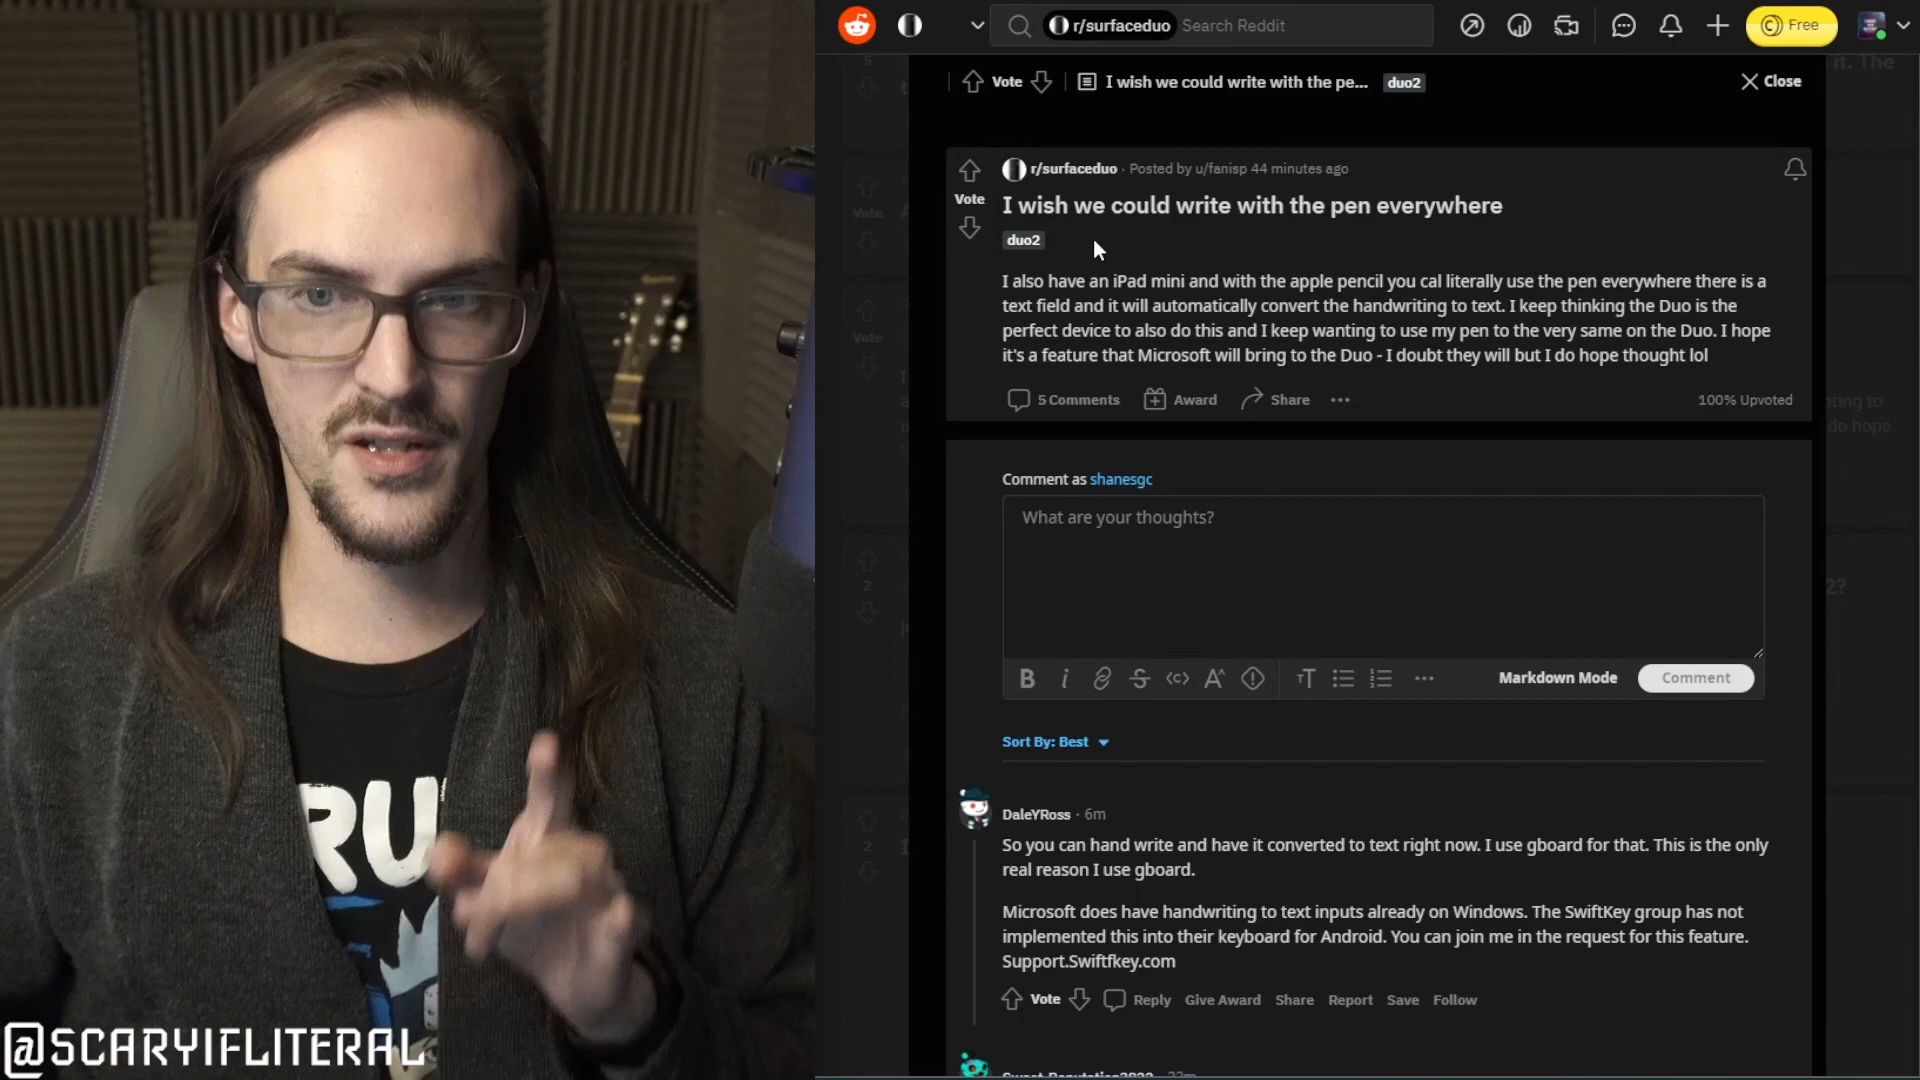 r/surfaceduo Search Reddit
Free
Vote I wish we could write with the pe... duo2
Close
r/surfaceduo · Posted by u/fanisp 44 minutes ago
Vote
I wish we could write with the pen everywhere
duo2
I also have an iPad mini and with the apple pencil you cal literally use the pen everywhere there is a
text field and it will automatically convert the handwriting to text. I keep thinking the Duo is the
perfect device to also do this and I keep wanting to use my pen to the very same on the Duo. I hope
it's a feature that Microsoft will bring to the Duo - I doubt they will but I do hope thought lol
5 Comments Award Share ... 100% Upvoted
Comment as shanesgc
What are your thoughts?
Markdown Mode Comment
Sort By: Best
DaleYRoss · 6m
So you can hand write and have it converted to text right now. I use gboard for that. This is the only
real reason I use gboard.
Microsoft does have handwriting to text inputs already on Windows. The SwiftKey group has not
implemented this into their keyboard for Android. You can join me in the request for this feature.
Support.Swiftfkey.com
Vote Reply Give Award Share Report Save Follow
RU
@SCARYIFLITERAL